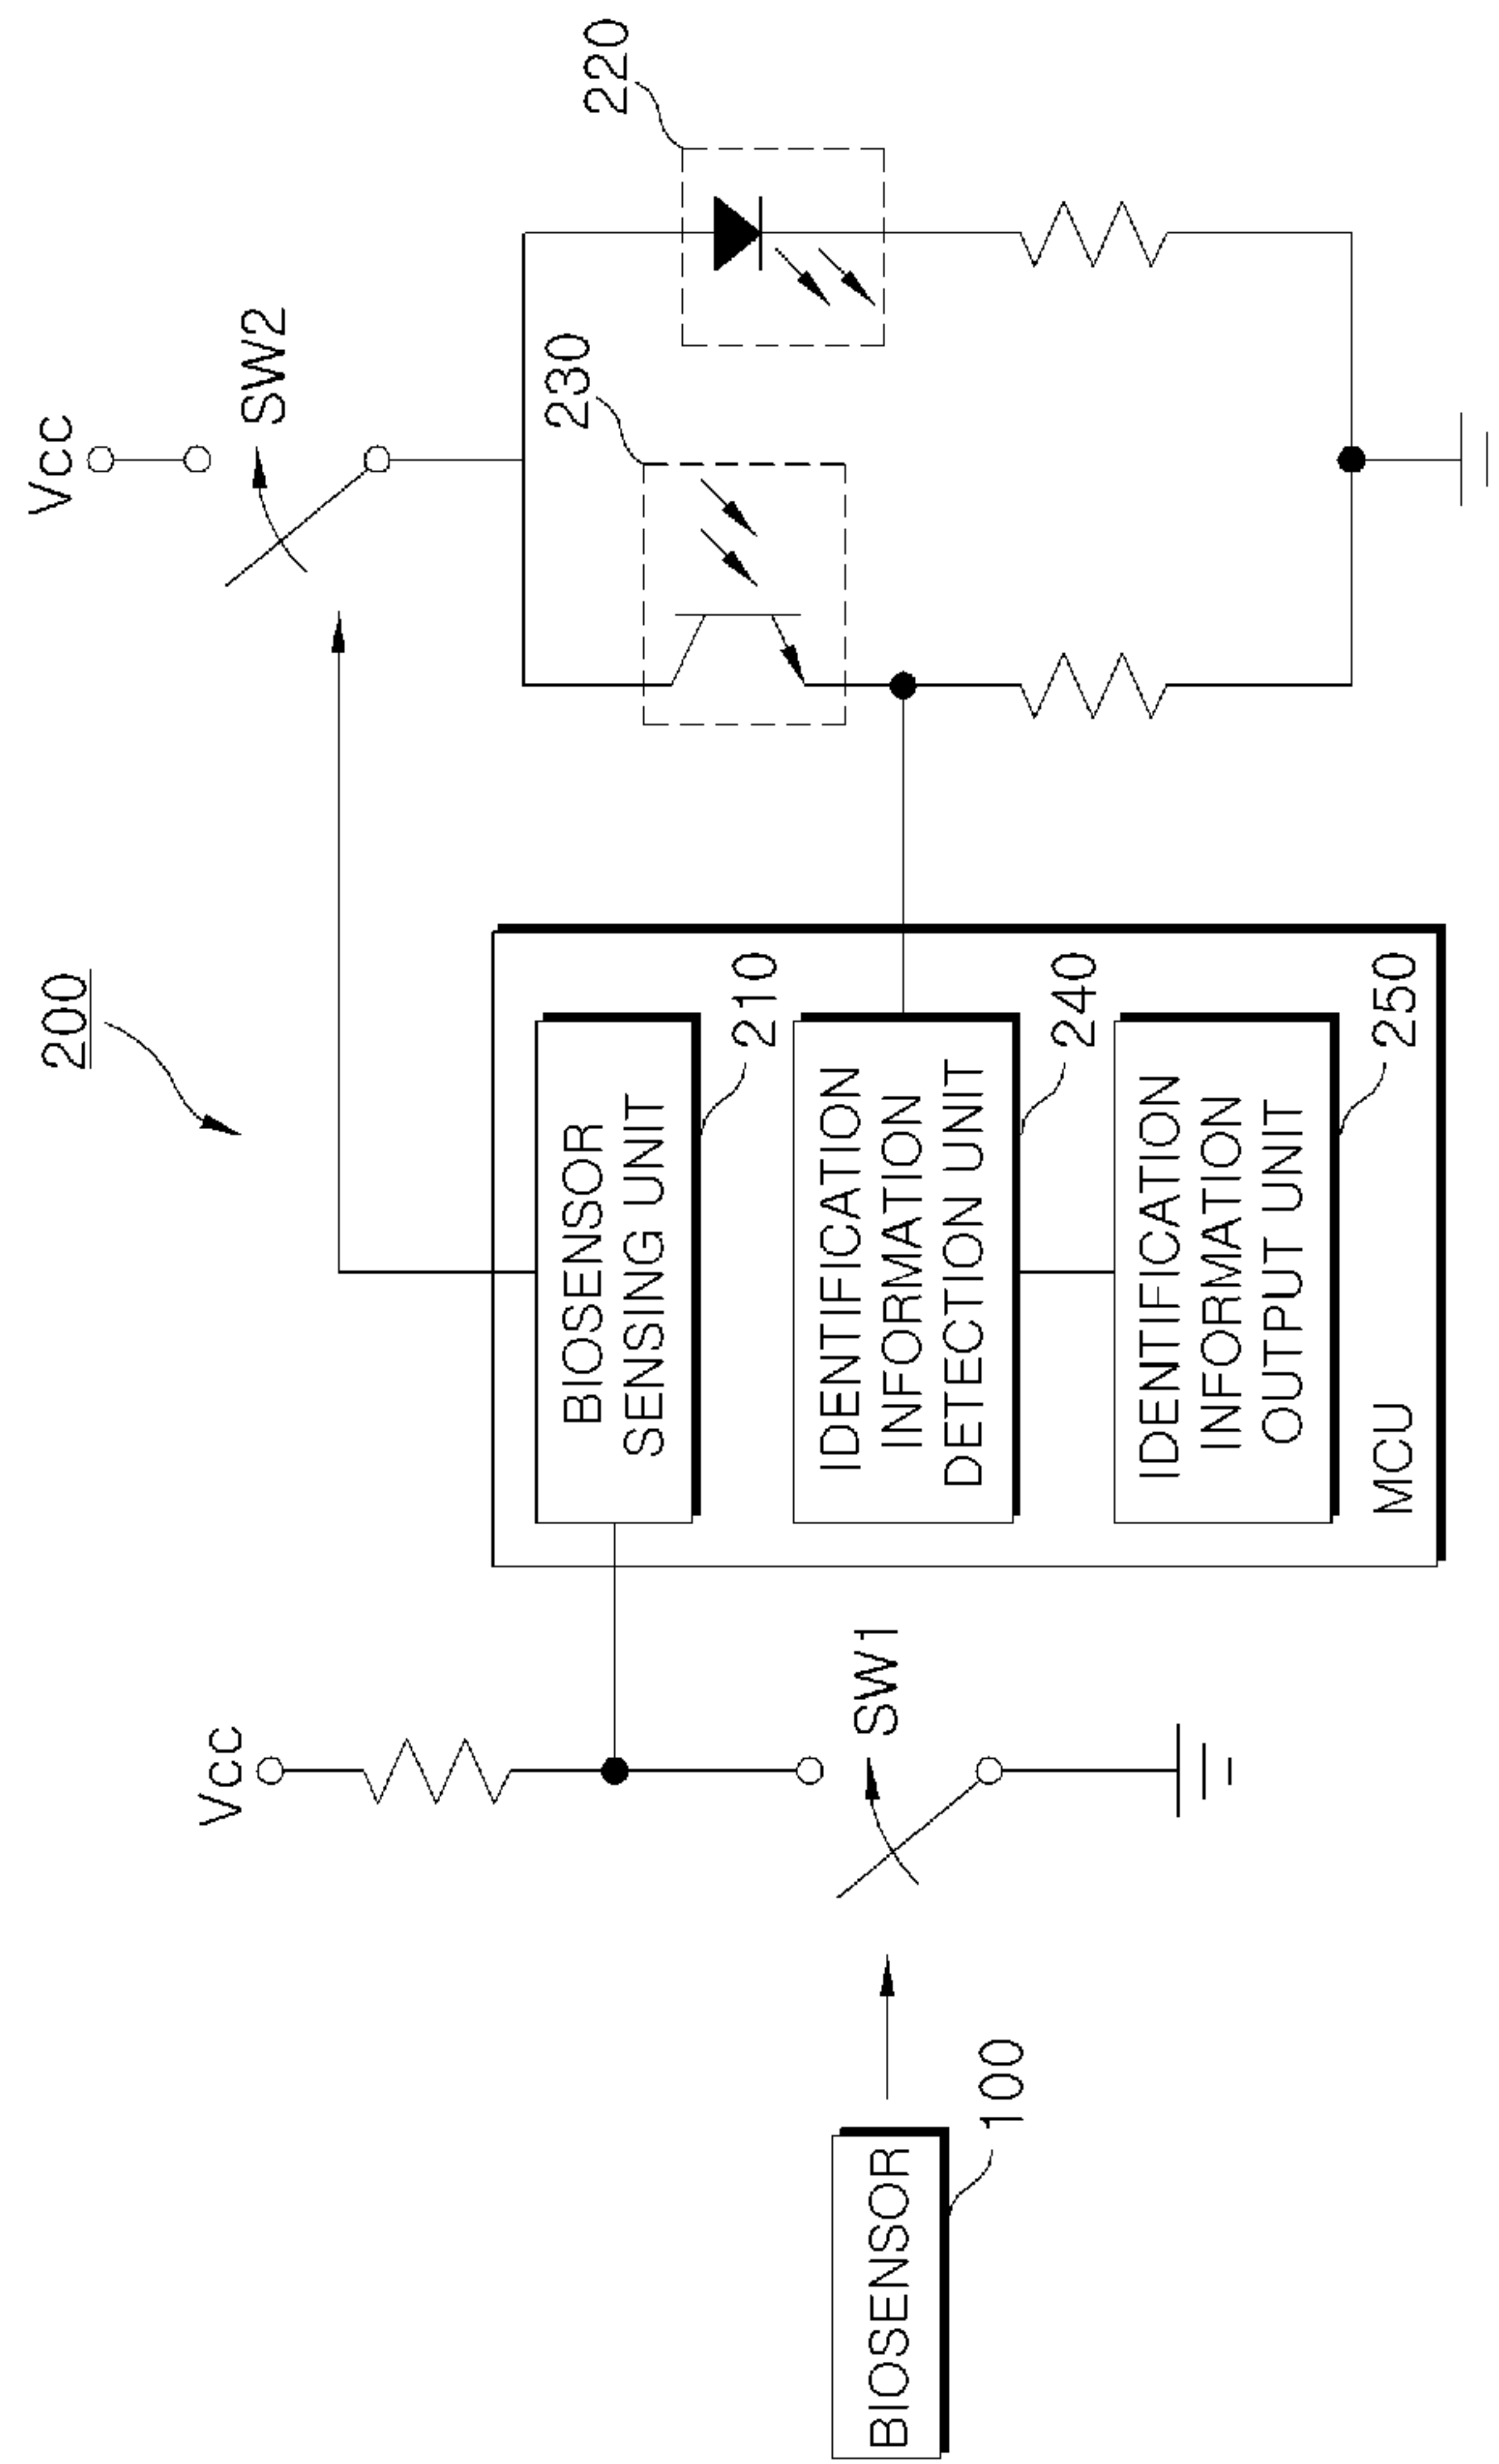 200
Vcc
SW2
220
230
Vcc
BIOSENSOR
SENSING UNIT
210
IDENTIFICATION
INFORMATION
DETECTION UNIT
240
IDENTIFICATION
INFORMATION
OUTPUT UNIT
250
MCU
SW1
BIOSENSOR
100